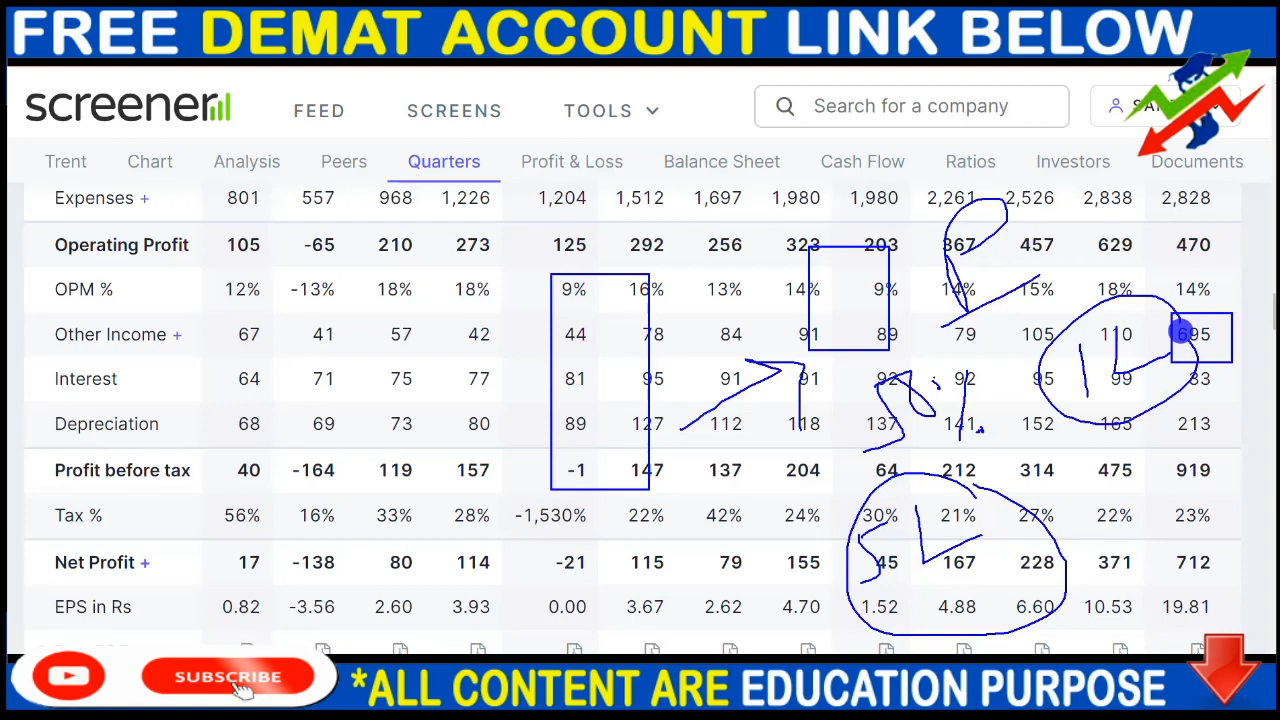 FREE DEMAT ACCOUNT LINK BELOW
screener FEED SCREENS TOOLS Search for a company
Trent Chart Analysis Peers Quarters Profit & Loss Balance Sheet Cash Flow Ratios Investors Documents
Expenses + 801 557 968 1,226 1,204 1,512 1,697 1,980 1,980 2,261 2,526 2,838 2,828
Operating Profit 105 -65 210 273 125 292 256 323 203 367 457 629 470
OPM % 12% -13% 18% 18% 9% 16% 13% 14% 9% 14% 15% 18% 14%
Other Income + 67 41 57 42 44 78 84 91 89 79 105 110 695
Interest 64 71 75 77 81 95 91 91 92 92 95 99 83
Depreciation 68 69 73 80 89 127 112 118 137 141 152 165 213
Profit before tax 40 -164 119 157 -1 147 137 204 64 212 314 475 919
Tax % 56% 16% 33% 28% -1,530% 22% 42% 24% 30% 21% 27% 22% 23%
Net Profit + 17 -138 80 114 -21 115 79 155 45 167 228 371 712
EPS in Rs 0.82 -3.56 2.60 3.93 0.00 3.67 2.62 4.70 1.52 4.88 6.60 10.53 19.81
1L
5L
SUBSCRIBE
*ALL CONTENT ARE EDUCATION PURPOSE